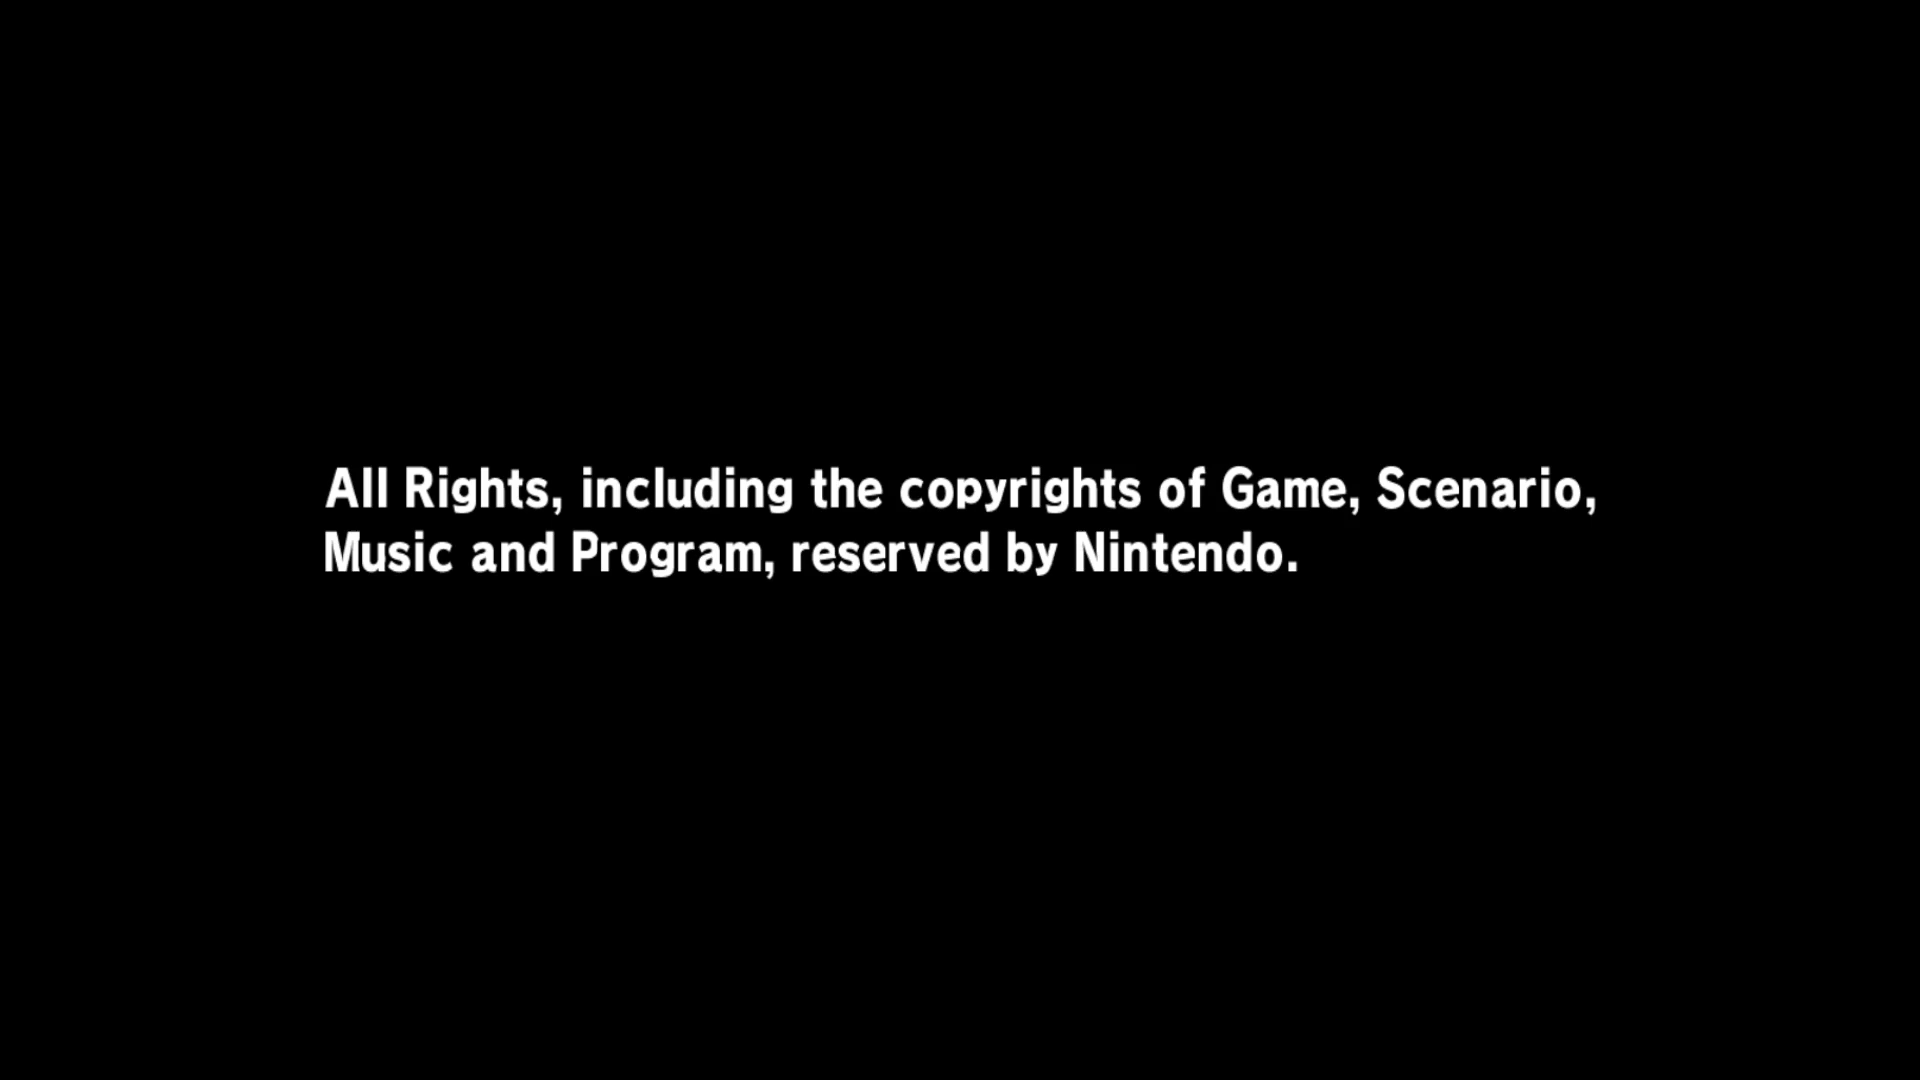 All Rights, including the copyrights of Game, Scenario,
Music and Program, reserved by Nintendo.